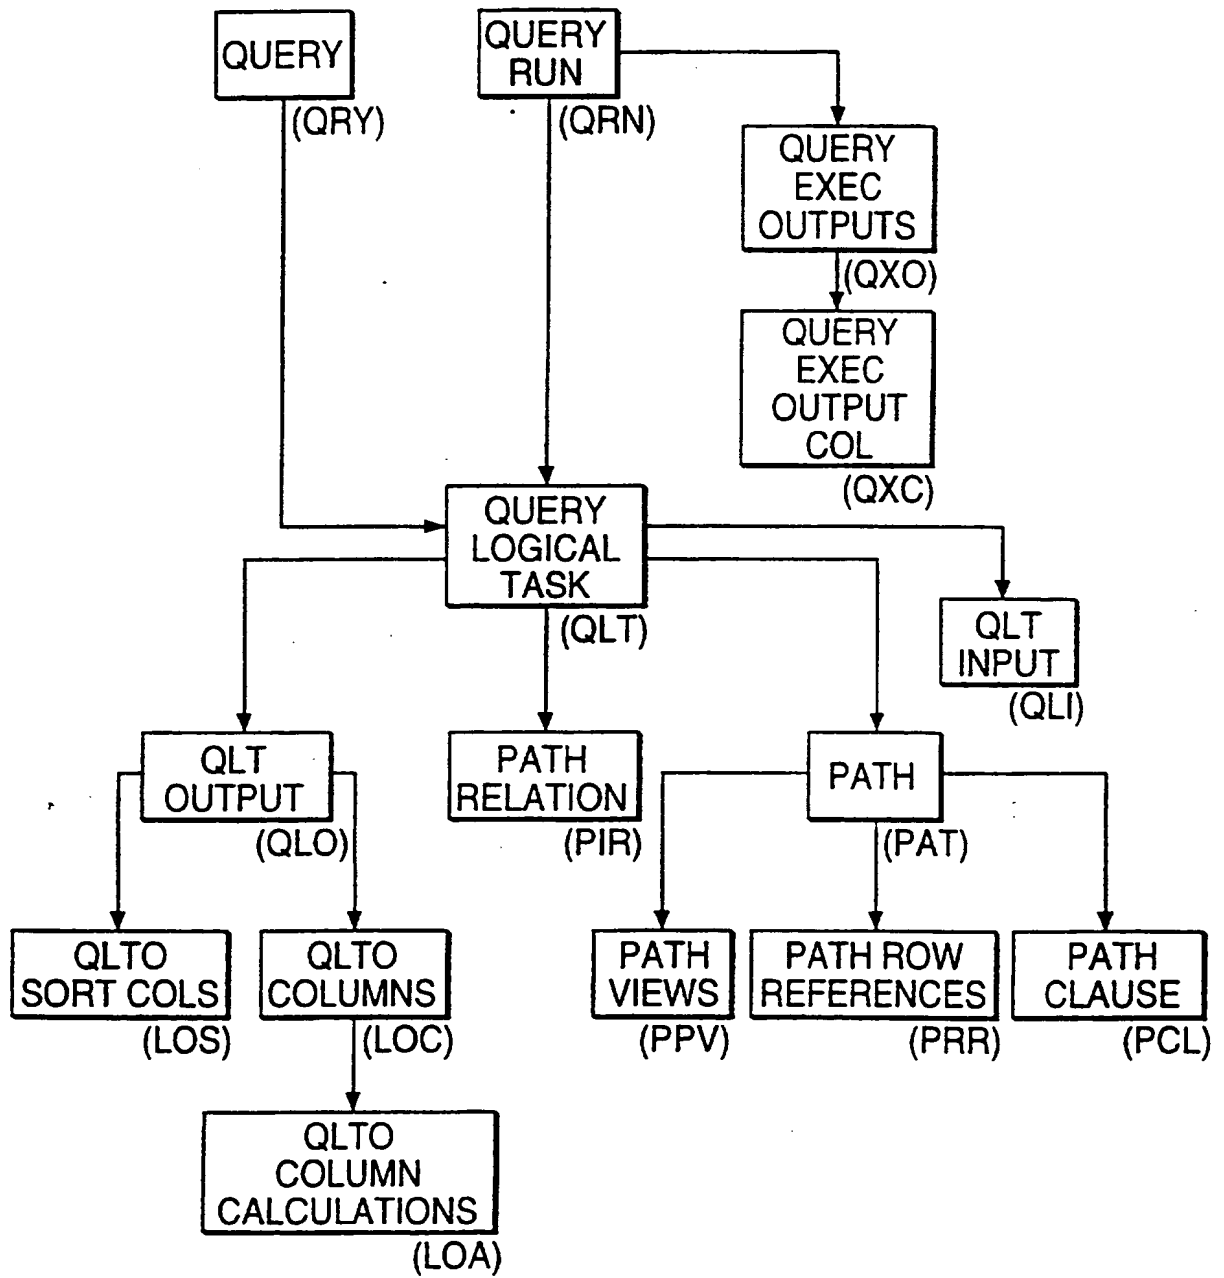 QUERY
(QRY)
QUERY
RUN
(QRN)
QUERY
EXEC
OUTPUTS
(QXO)
QUERY
EXEC
OUTPUT
COL
(QXC)
QUERY
LOGICAL
TASK
(QLT)
QLT
INPUT
(QLI)
QLT
OUTPUT
(QLO)
PATH
RELATION
(PIR)
PATH
(PAT)
QLTO
SORT COLS
(LOS)
QLTO
COLUMNS
(LOC)
PATH
VIEWS
(PPV)
PATH ROW
REFERENCES
(PRR)
PATH
CLAUSE
(PCL)
QLTO
COLUMN
CALCULATIONS
(LOA)